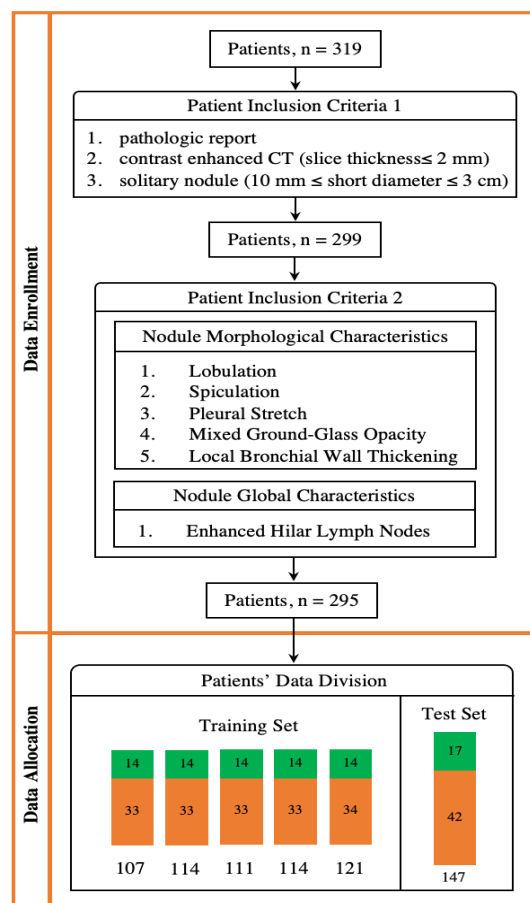 Data Enrollment
Patients, n = 319
Patient Inclusion Criteria 1
1. pathologic report
2. contrast enhanced CT (slice thickness≤ 2 mm)
3. solitary nodule (10 mm ≤ short diameter ≤ 3 cm)
Patients, n = 299
Patient Inclusion Criteria 2
Nodule Morphological Characteristics
1. Lobulation
2. Spiculation
3. Pleural Stretch
4. Mixed Ground-Glass Opacity
5. Local Bronchial Wall Thickening
Nodule Global Characteristics
1. Enhanced Hilar Lymph Nodes
Patients, n = 295
Data Allocation
Patients' Data Division
Training Set
14 14 14 14 14
33 33 33 33 34
107 114 111 114 121
Test Set
17
42
147